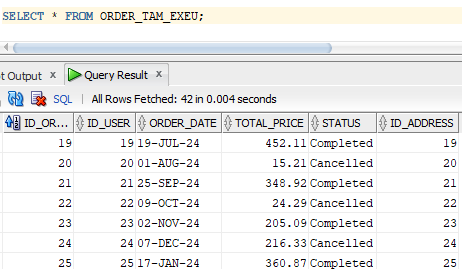 SELECT * FROM ORDER_TAM_EXEU;
t Output Query Result
SQL All Rows Fetched: 42 in 0.004 seconds
ID_OR... ID_USER ORDER_DATE TOTAL_PRICE STATUS ID_ADDRESS
19 19 19-JUL-24 452.11 Completed 19
20 20 01-AUG-24 15.21 Cancelled 20
21 21 25-SEP-24 348.92 Completed 21
22 22 09-OCT-24 24.29 Cancelled 22
23 23 02-NOV-24 205.09 Completed 23
24 24 07-DEC-24 216.33 Cancelled 24
25 25 17-JAN-24 360.87 Completed 25